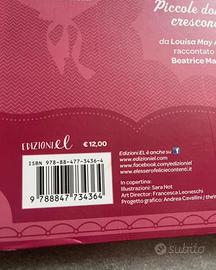 Piccole do
crescono
da Louisa May A
raccontato
Beatrice Ma
EDIZIONI EL
€ 12,00
Edizioni EL è anche su
www.edizioniel.com
www.facebook.com/edizioniel
www.elesseroefeliciecontenti.it
In copertina:
Illustrazioni: Sara Not
Art Director: Francesca Leoneschi
Progetto grafico: Andrea Cavallini / the
ISBN 978-88-477-3436-4
9 788847 734364
subito